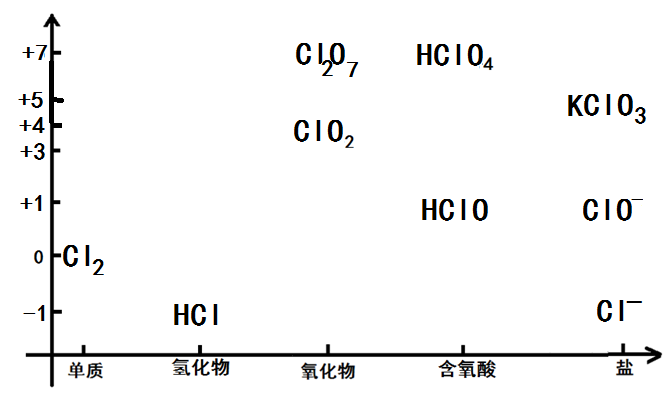 +7 Cl₂O₇ HClO₄
+5 KClO₃
+4 ClO₂
+3
+1 HClO ClO⁻
0 Cl₂
−1 HCl Cl⁻
单质 氢化物 氧化物 含氧酸 盐